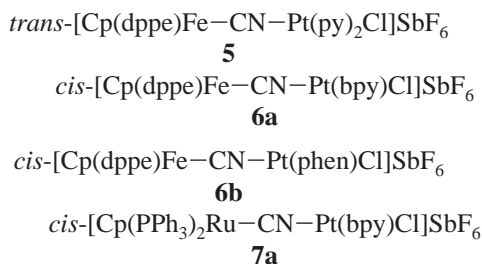 trans-[Cp(dppe)Fe−CN−Pt(py)₂Cl]SbF₆
5
cis-[Cp(dppe)Fe−CN−Pt(bpy)Cl]SbF₆
6a
cis-[Cp(dppe)Fe−CN−Pt(phen)Cl]SbF₆
6b
cis-[Cp(PPh₃)₂Ru−CN−Pt(bpy)Cl]SbF₆
7a